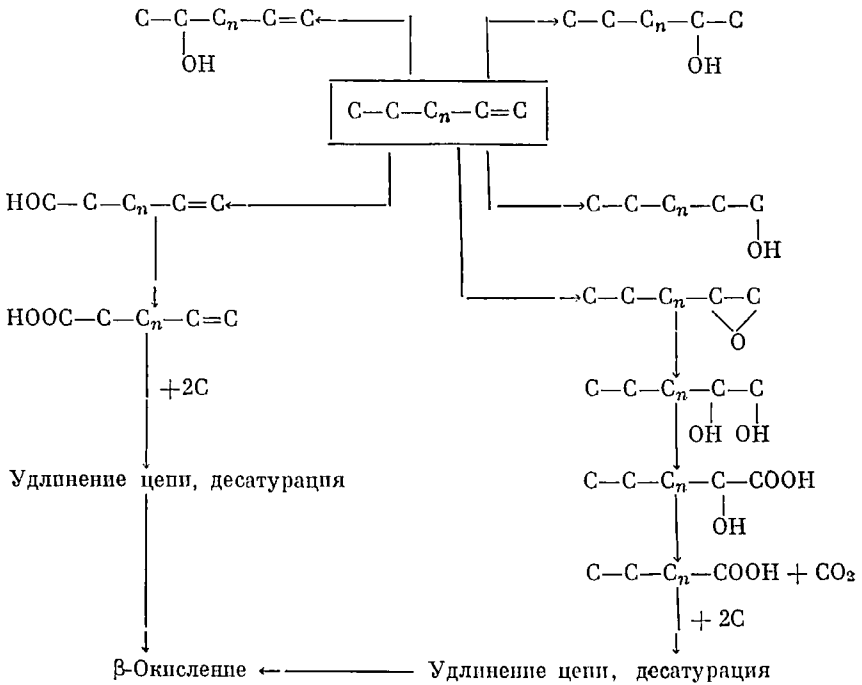 C—C—Cₙ—C=C
OH
C—C—Cₙ—C—C
OH
C—C—Cₙ—C=C
HOC—C—Cₙ—C=C
C—C—Cₙ—C—C
OH
HOOC—C—Cₙ—C=C
C—C—Cₙ—C—C
O
+2C
C—C—Cₙ—C—C
OH OH
Удлинение цепи, десатурация
C—C—Cₙ—C—COOH
OH
C—C—Cₙ—COOH + CO₂
+ 2C
β-Окисление
Удлинение цепи, десатурация